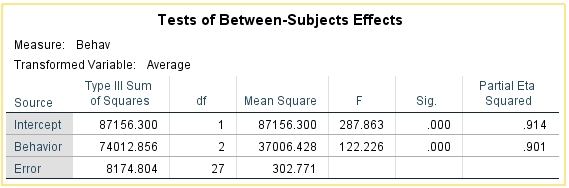 Tests of Between-Subjects Effects
Measure: Behav
Transformed Variable: Average
Source Type III Sum of Squares df Mean Square F Sig. Partial Eta Squared
Intercept 87156.300 1 87156.300 287.863 .000 .914
Behavior 74012.856 2 37006.428 122.226 .000 .901
Error 8174.804 27 302.771